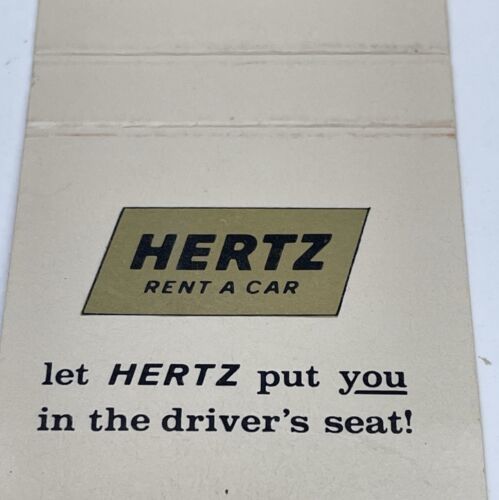 HERTZ
RENT A CAR
let HERTZ put you
in the driver's seat!